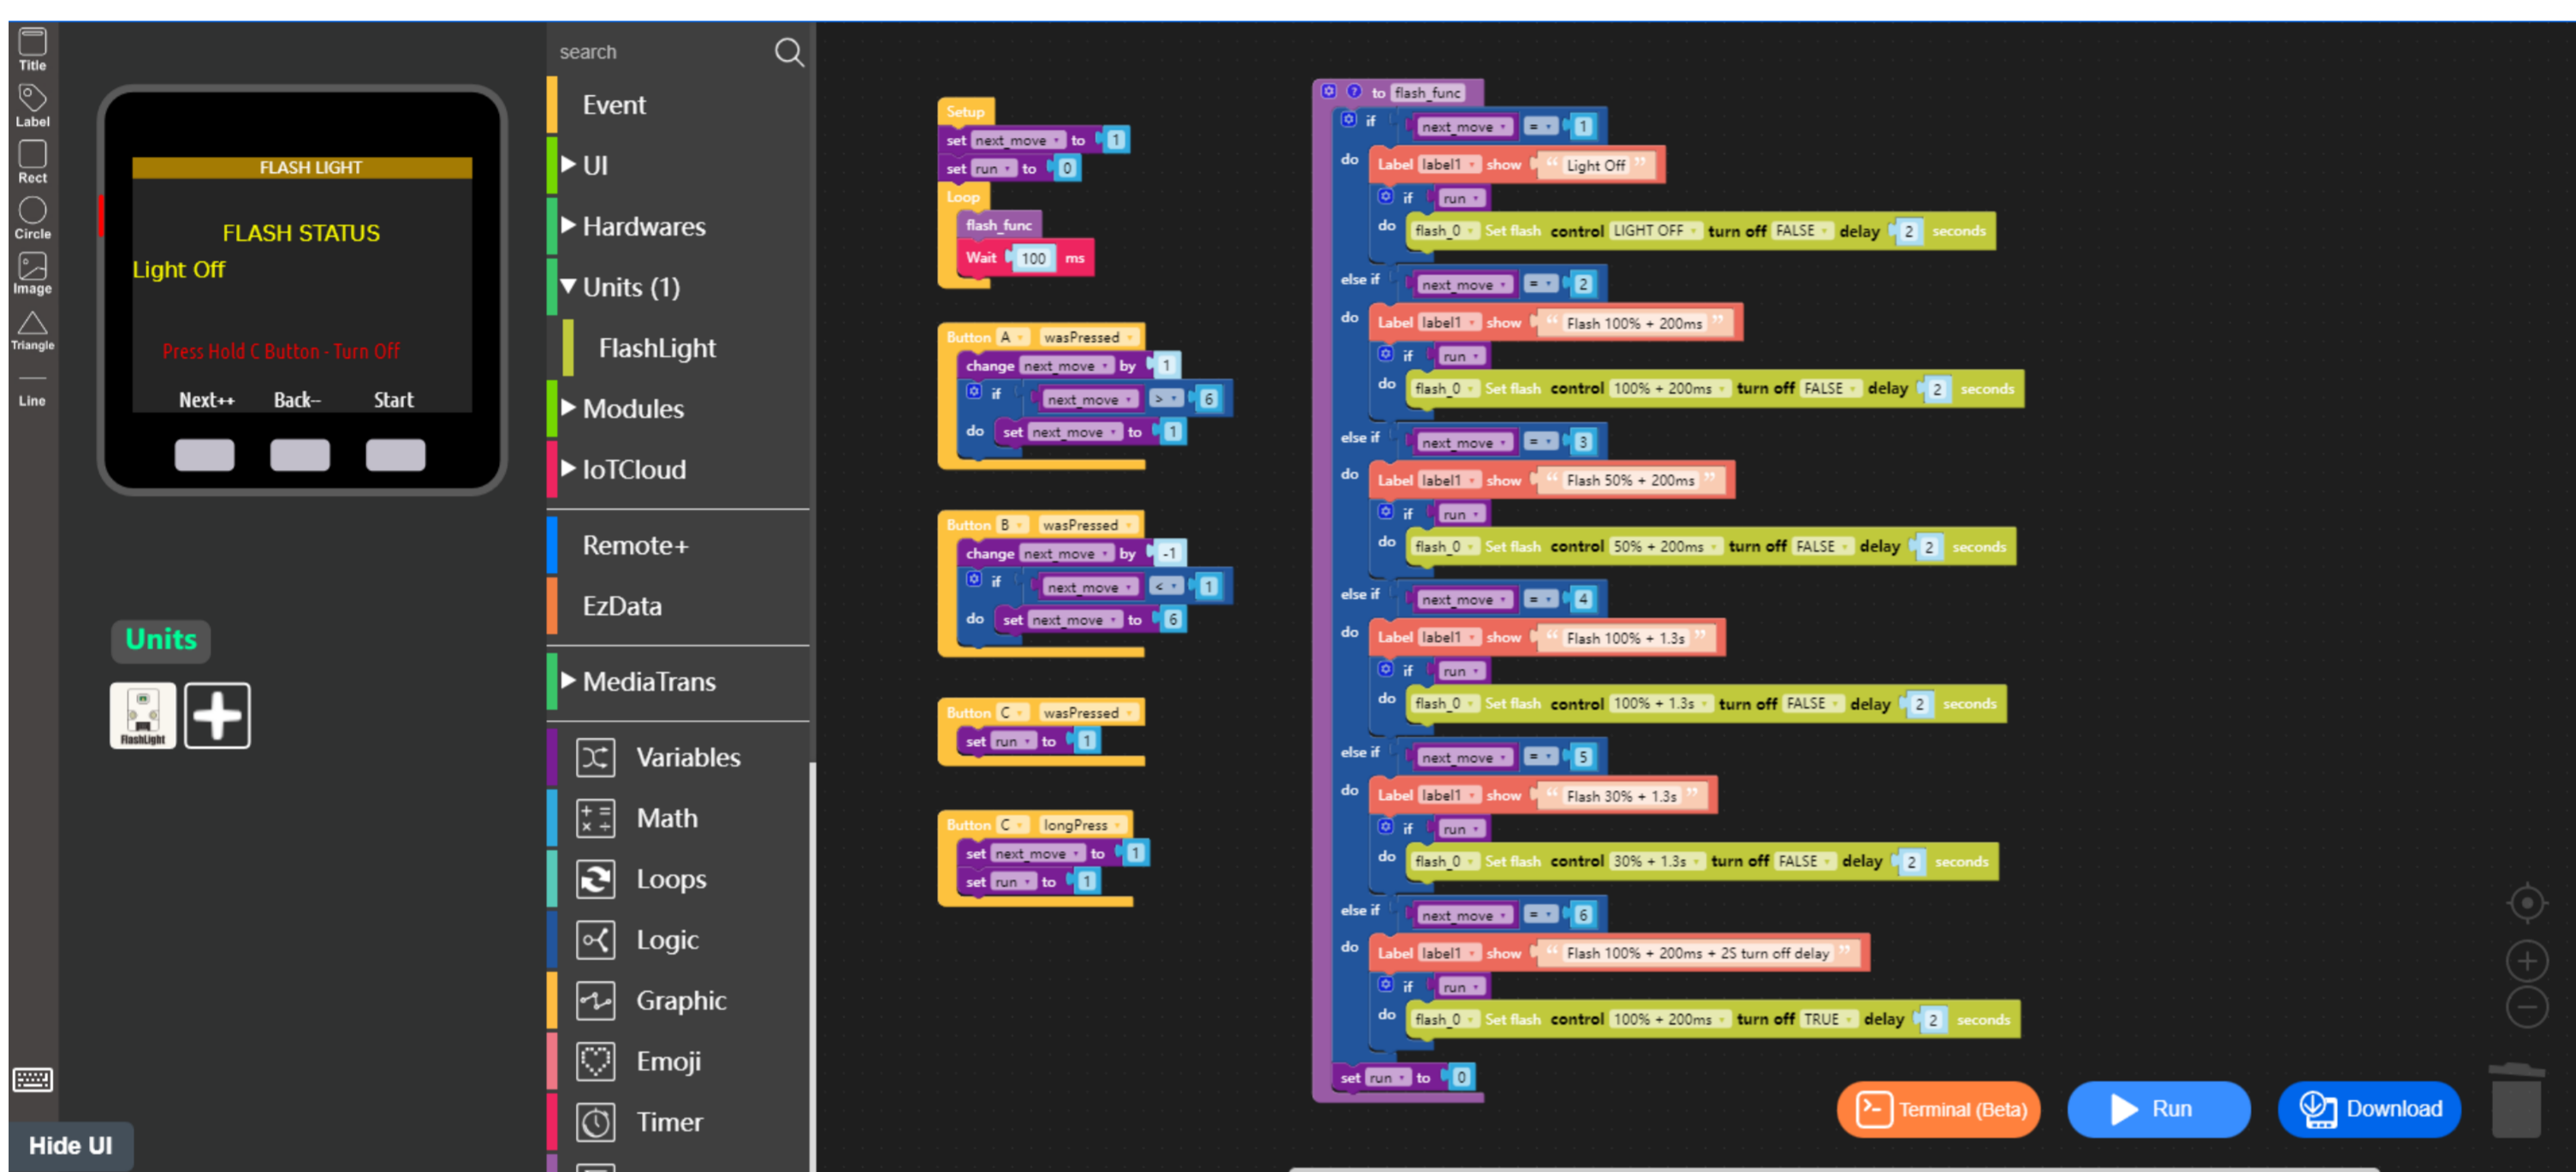 Title
Label
Rect
Circle
Image
Triangle
Line
Hide UI
FLASH LIGHT
FLASH STATUS
Light Off
Press Hold C Button - Turn Off
Next++ Back-- Start
Units
FlashLight
search
Event
UI
Hardwares
Units (1)
FlashLight
Modules
IoTCloud
Remote+
EzData
MediaTrans
Variables
Math
Loops
Logic
Graphic
Emoji
Timer
Setup
set next_move to 1
set run to 0
Loop
flash_func
Wait 100 ms
Button A wasPressed
change next_move by 1
if next_move > 6
do set next_move to 1
Button B wasPressed
change next_move by -1
if next_move < 1
do set next_move to 6
Button C wasPressed
set run to 1
Button C longPress
set next_move to 1
set run to 1
? to flash_func
if next_move = 1
do Label label1 show “ Light Off ”
if run
do flash_0 Set flash control LIGHT OFF turn off FALSE delay 2 seconds
else if next_move = 2
do Label label1 show “ Flash 100% + 200ms ”
if run
do flash_0 Set flash control 100% + 200ms turn off FALSE delay 2 seconds
else if next_move = 3
do Label label1 show “ Flash 50% + 200ms ”
if run
do flash_0 Set flash control 50% + 200ms turn off FALSE delay 2 seconds
else if next_move = 4
do Label label1 show “ Flash 100% + 1.3s ”
if run
do flash_0 Set flash control 100% + 1.3s turn off FALSE delay 2 seconds
else if next_move = 5
do Label label1 show “ Flash 30% + 1.3s ”
if run
do flash_0 Set flash control 30% + 1.3s turn off FALSE delay 2 seconds
else if next_move = 6
do Label label1 show “ Flash 100% + 200ms + 2S turn off delay ”
if run
do flash_0 Set flash control 100% + 200ms turn off TRUE delay 2 seconds
set run to 0
Terminal (Beta)
Run
Download